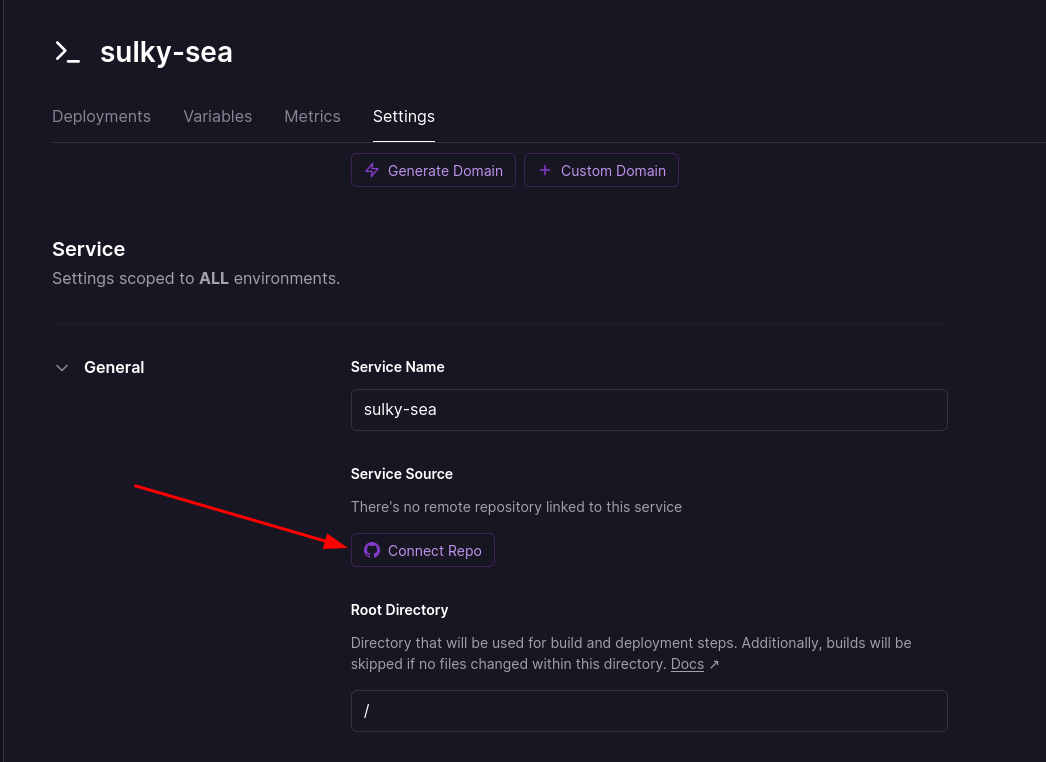 sulky-sea
Deployments Variables Metrics Settings
Generate Domain Custom Domain
Service
Settings scoped to ALL environments.
General
Service Name
sulky-sea
Service Source
There's no remote repository linked to this service
Connect Repo
Root Directory
Directory that will be used for build and deployment steps. Additionally, builds will be
skipped if no files changed within this directory. Docs ↗
/